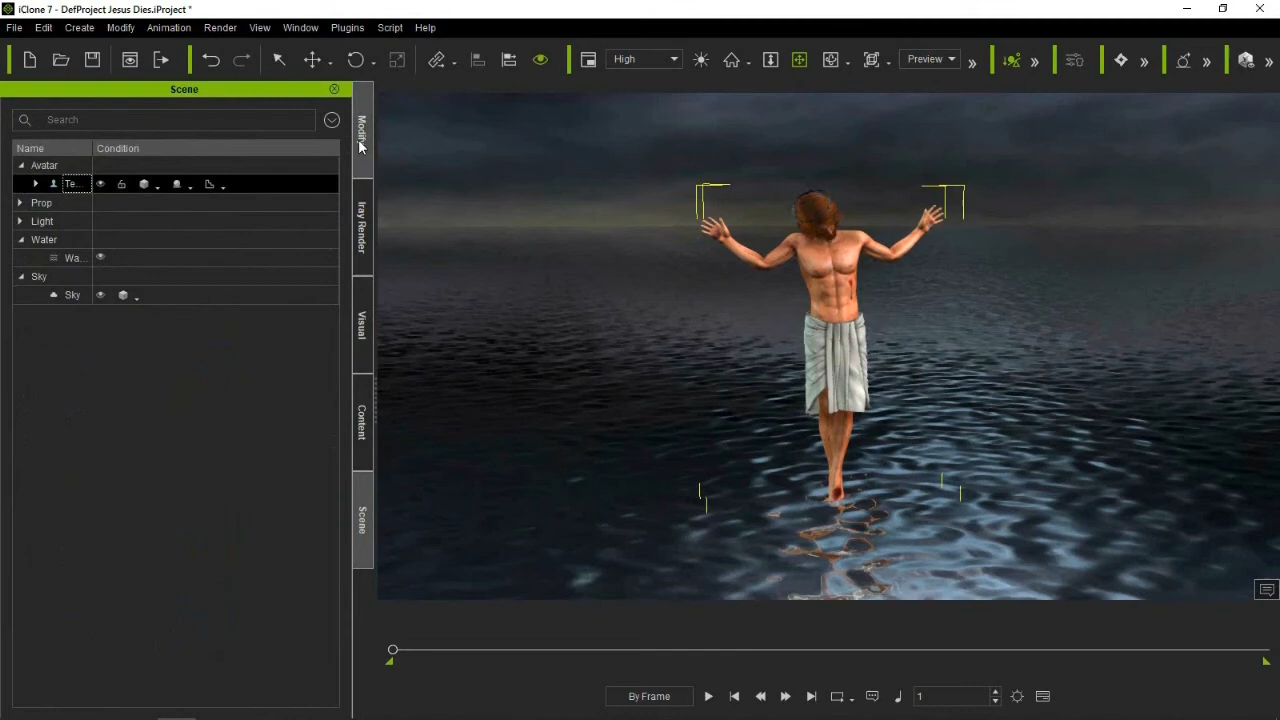 iClone 7 - DefProject Jesus Dies.iProject *
File Edit Create Modify Animation Render View Window Plugins Script Help
High
Preview
Scene
Search
Name Condition
Avatar
Te...
Prop
Light
Water
Wa...
Sky
Sky
Modify
Iray Render
Visual
Content
Scene
By Frame
1